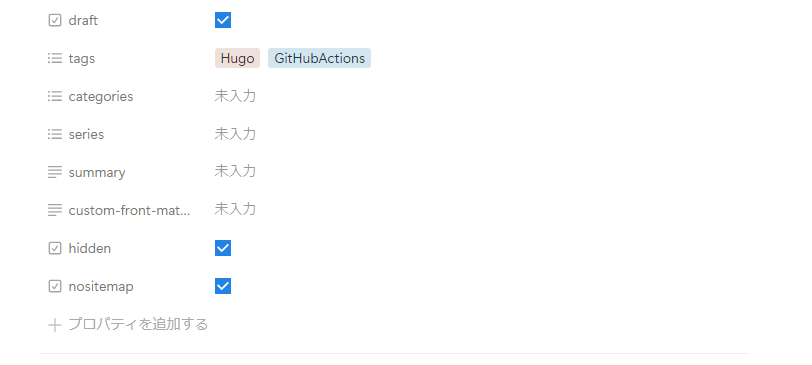 draft
tags Hugo GitHubActions
categories 未入力
series 未入力
summary 未入力
custom-front-mat... 未入力
hidden
nositemap
プロパティを追加する